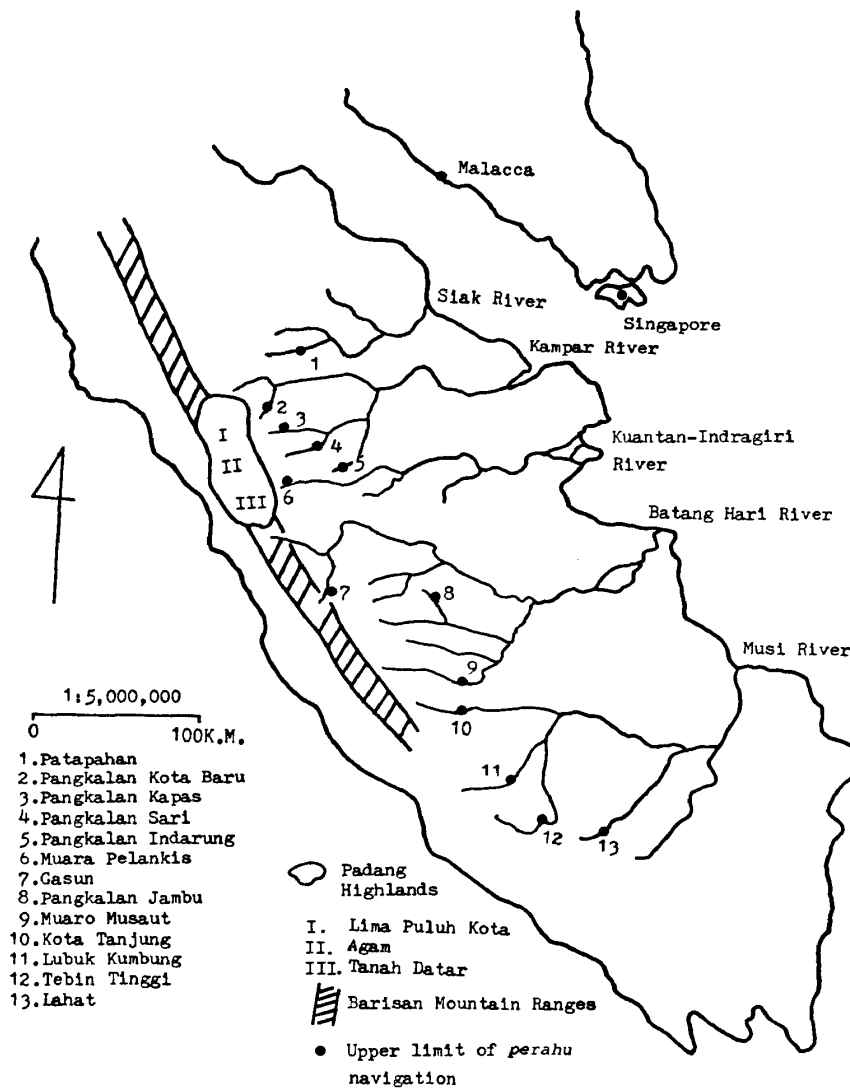 Malacca
Siak River
Singapore
Kampar River
1
2
3
I
4
Kuantan-Indragiri
River
II
5
6
III
Batang Hari River
7
8
Musi River
9
1:5,000,000
10
0 100K.M.
11
12
13
1.Patapahan
2.Pangkalan Kota Baru
3.Pangkalan Kapas
4.Pangkalan Sari
5.Pangkalan Indarung
6.Muara Pelankis
7.Gasun
8.Pangkalan Jambu
9.Muaro Musaut
10.Kota Tanjung
11.Lubuk Kumbung
12.Tebin Tinggi
13.Lahat
Padang
Highlands
I. Lima Puluh Kota
II. Agam
III. Tanah Datar
Barisan Mountain Ranges
Upper limit of perahu
navigation